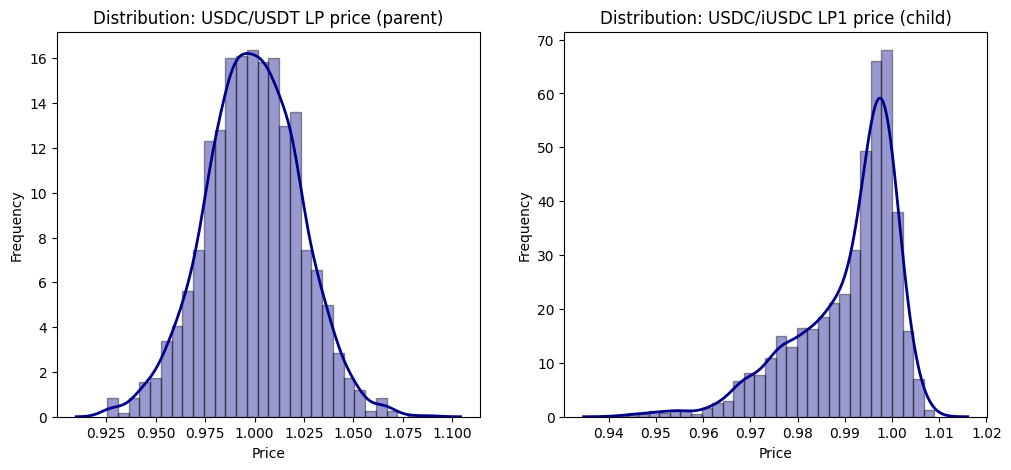 Distribution: USDC/USDT LP price (parent)
Frequency
16
14
12
10
8
6
4
2
0
0.925 0.950 0.975 1.000 1.025 1.050 1.075 1.100
Price
Distribution: USDC/iUSDC LP1 price (child)
Frequency
70
60
50
40
30
20
10
0
0.94 0.95 0.96 0.97 0.98 0.99 1.00 1.01 1.02
Price